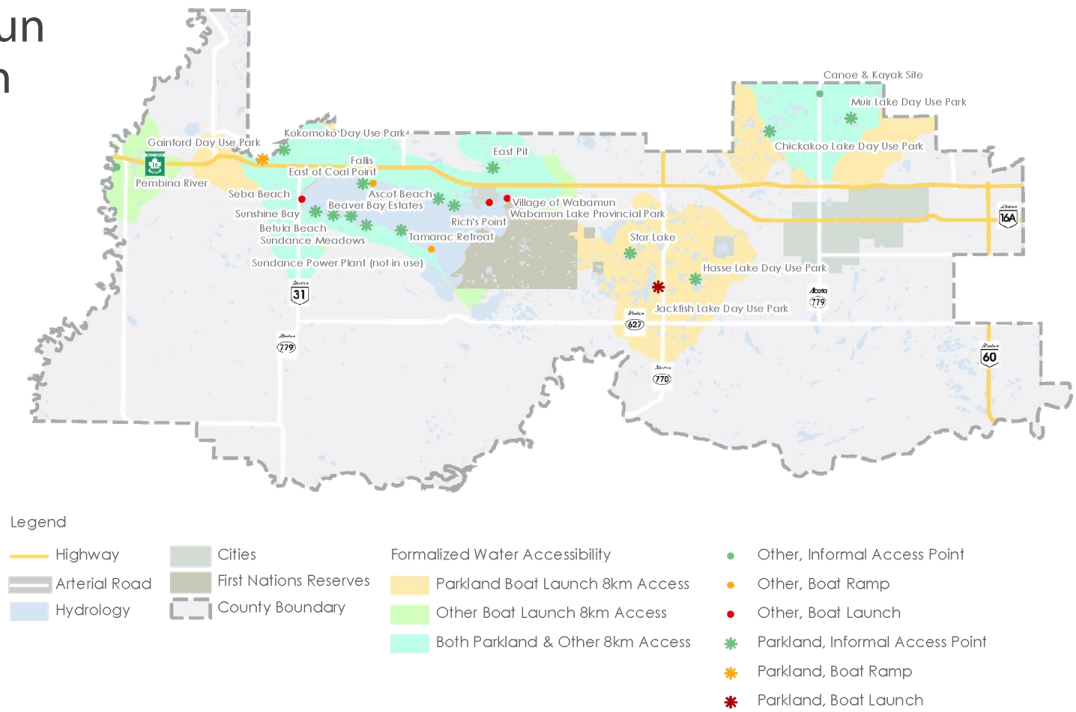 un
n
Canoe & Kayak Site
Muir Lake Day Use Park
Gainford Day Use Park
Kokomoko Day Use Park
Chickakoo Lake Day Use Park
East Pit
Fallis
East of Coal Point
Pembina River
Seba Beach
Ascot Beach
Village of Wabamun
Beaver Bay Estates
Sunshine Bay
Wabamun Lake Provincial Park
Rich's Point
16A
Betula Beach
Tamarac Retreat
Star Lake
Sundance Meadows
Sundance Power Plant (not in use)
Hasse Lake Day Use Park
31
779
Jackfish Lake Day Use Park
627
779
60
770
Legend
Highway
Arterial Road
Hydrology
Cities
First Nations Reserves
County Boundary
Formalized Water Accessibility
Parkland Boat Launch 8km Access
Other Boat Launch 8km Access
Both Parkland & Other 8km Access
Other, Informal Access Point
Other, Boat Ramp
Other, Boat Launch
Parkland, Informal Access Point
Parkland, Boat Ramp
Parkland, Boat Launch